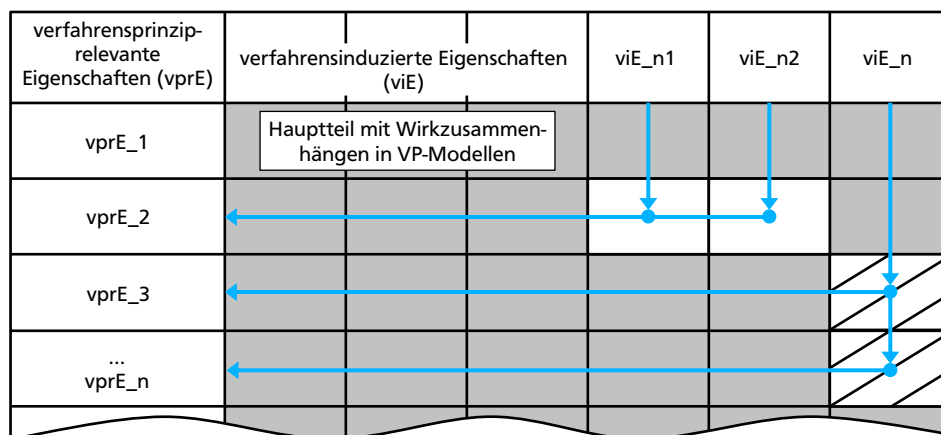 verfahrensprinzip-
relevante
Eigenschaften (vprE)
verfahrensinduzierte Eigenschaften
(viE)
viE_n1
viE_n2
viE_n
vprE_1
Hauptteil mit Wirkzusammen-
hängen in VP-Modellen
vprE_2
vprE_3
...
vprE_n